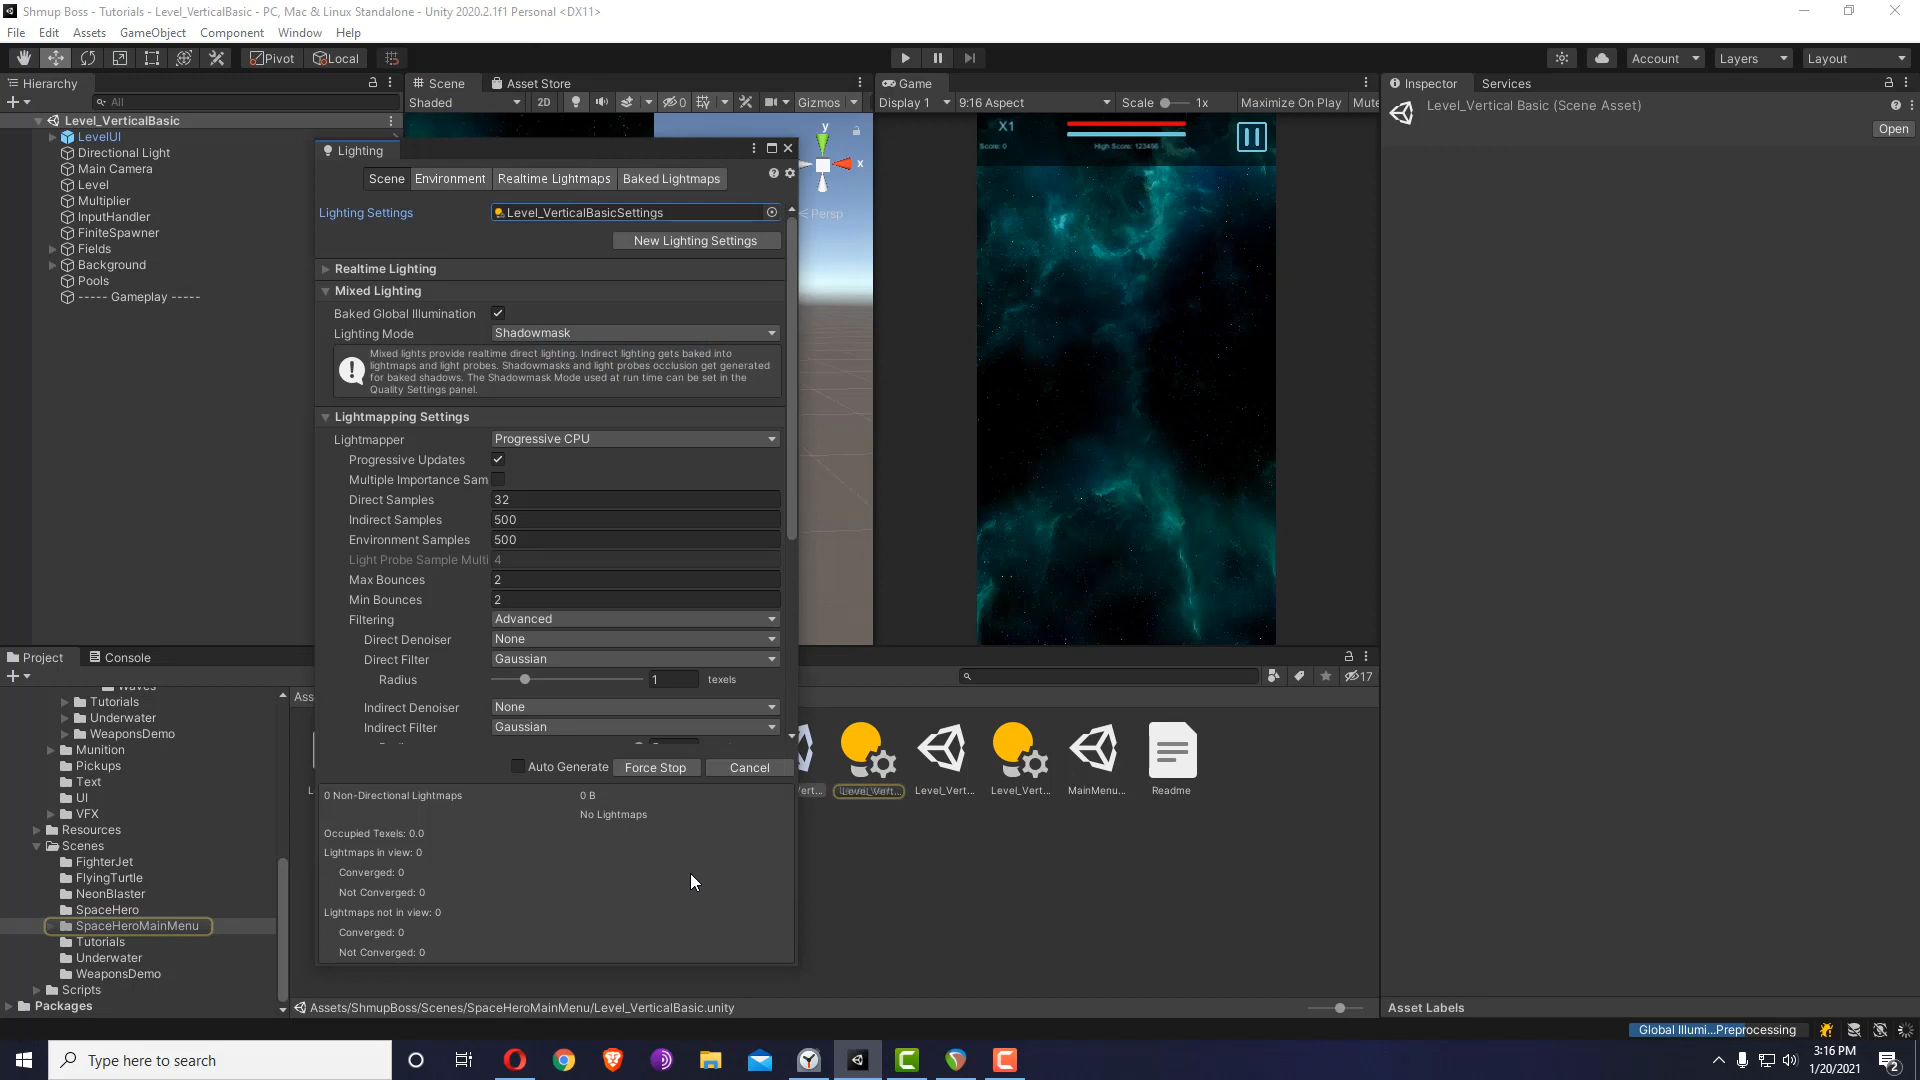 Shmup Boss - Tutorials - Level_VerticalBasic - PC, Mac & Linux Standalone - Unity 2020.2.1f1 Personal <DX11>
File Edit Assets GameObject Component Window Help
Pivot Local
Account Layers Layout
Hierarchy
All
Level_VerticalBasic
LevelUI
Directional Light
Main Camera
Level
Multiplier
InputHandler
FiniteSpawner
Fields
Background
Pools
----- Gameplay -----
Scene Asset Store
Shaded 2D 0 Gizmos
y
x
Persp
Game
Display 1 9:16 Aspect Scale 1x Maximize On Play Mute
X1
Score: 0 High Score: 123456
Inspector Services
Level_Vertical Basic (Scene Asset)
Open
Lighting
Scene Environment Realtime Lightmaps Baked Lightmaps
Lighting Settings Level_VerticalBasicSettings
New Lighting Settings
Realtime Lighting
Mixed Lighting
Baked Global Illumination
Lighting Mode Shadowmask
Mixed lights provide realtime direct lighting. Indirect lighting gets baked into
lightmaps and light probes. Shadowmasks and light probes occlusion get generated
for baked shadows. The Shadowmask Mode used at run time can be set in the
Quality Settings panel.
Lightmapping Settings
Lightmapper Progressive CPU
Progressive Updates
Multiple Importance Sam
Direct Samples 32
Indirect Samples 500
Environment Samples 500
Light Probe Sample Multi 4
Max Bounces 2
Min Bounces 2
Filtering Advanced
Direct Denoiser None
Direct Filter Gaussian
Radius 1 texels
Indirect Denoiser None
Indirect Filter Gaussian
Auto Generate Force Stop Cancel
0 Non-Directional Lightmaps 0 B
No Lightmaps
Occupied Texels: 0.0
Lightmaps in view: 0
Converged: 0
Not Converged: 0
Lightmaps not in view: 0
Converged: 0
Not Converged: 0
Project Console
17
Waves
Tutorials
Underwater
WeaponsDemo
Munition
Pickups
Text
UI
VFX
Resources
Scenes
FighterJet
FlyingTurtle
NeonBlaster
SpaceHero
SpaceHeroMainMenu
Tutorials
Underwater
WeaponsDemo
Scripts
Packages
Ass
Level_Vert... Level_Vert... Level_Vert... MainMenu... Readme
Assets/ShmupBoss/Scenes/SpaceHeroMainMenu/Level_VerticalBasic.unity
Asset Labels
Global Illumi...Preprocessing
Type here to search
3:16 PM
1/20/2021
2